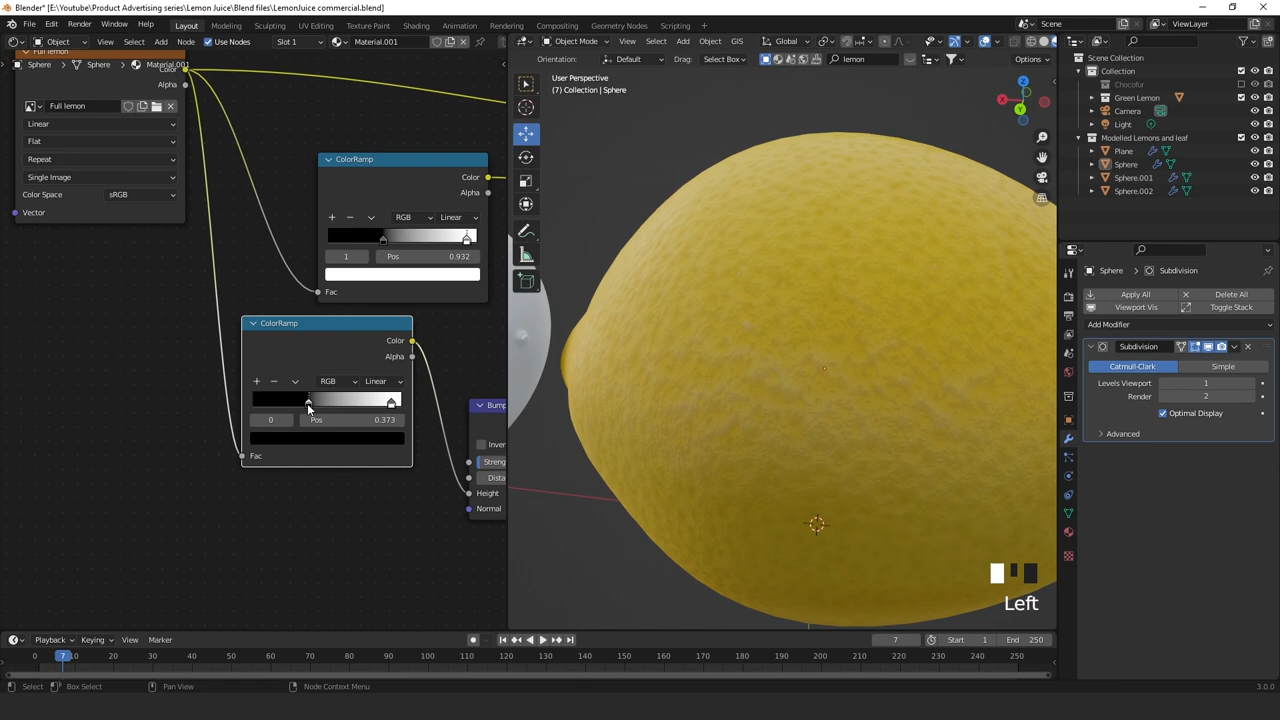 Blender* [E:\Youtube\Product Advertising series\Lemon Juice\Blend files\LemonJuice commercial.blend]
File Edit Render Window Help Layout Modeling Sculpting UV Editing Texture Paint Shading Animation Rendering Compositing Geometry Nodes Scripting Scene ViewLayer
Object View Select Add Node Use Nodes Slot 1 Material.001 Object Mode View Select Add Object GIS Global
Orientation: Default Drag: Select Box lemon Options
Full lemon
Sphere Sphere Material.001
Color
Alpha
Full lemon
Linear
Flat
Repeat
Single Image
Color Space sRGB
Vector
ColorRamp
Color
Alpha
RGB Linear
1 Pos 0.932
Fac
ColorRamp
Color
Alpha
RGB Linear
0 Pos 0.373
Fac
Bump
Inver
Streng
Dista
Height
Normal
User Perspective
(7) Collection | Sphere
Left
Scene Collection
Collection
Chocofur
Green Lemon
Camera
Light
Modelled Lemons and leaf
Plane
Sphere
Sphere.001
Sphere.002
Sphere Subdivision
Apply All Delete All
Viewport Vis Toggle Stack
Add Modifier
Subdivision
Catmull-Clark Simple
Levels Viewport 1
Render 2
Optimal Display
Advanced
Playback Keying View Marker 7 Start 1 End 250
0 7 10 20 30 40 50 60 70 80 90 100 110 120 130 140 150 160 170 180 190 200 210 220 230 240 250
Select Box Select Pan View Node Context Menu 3.0.0